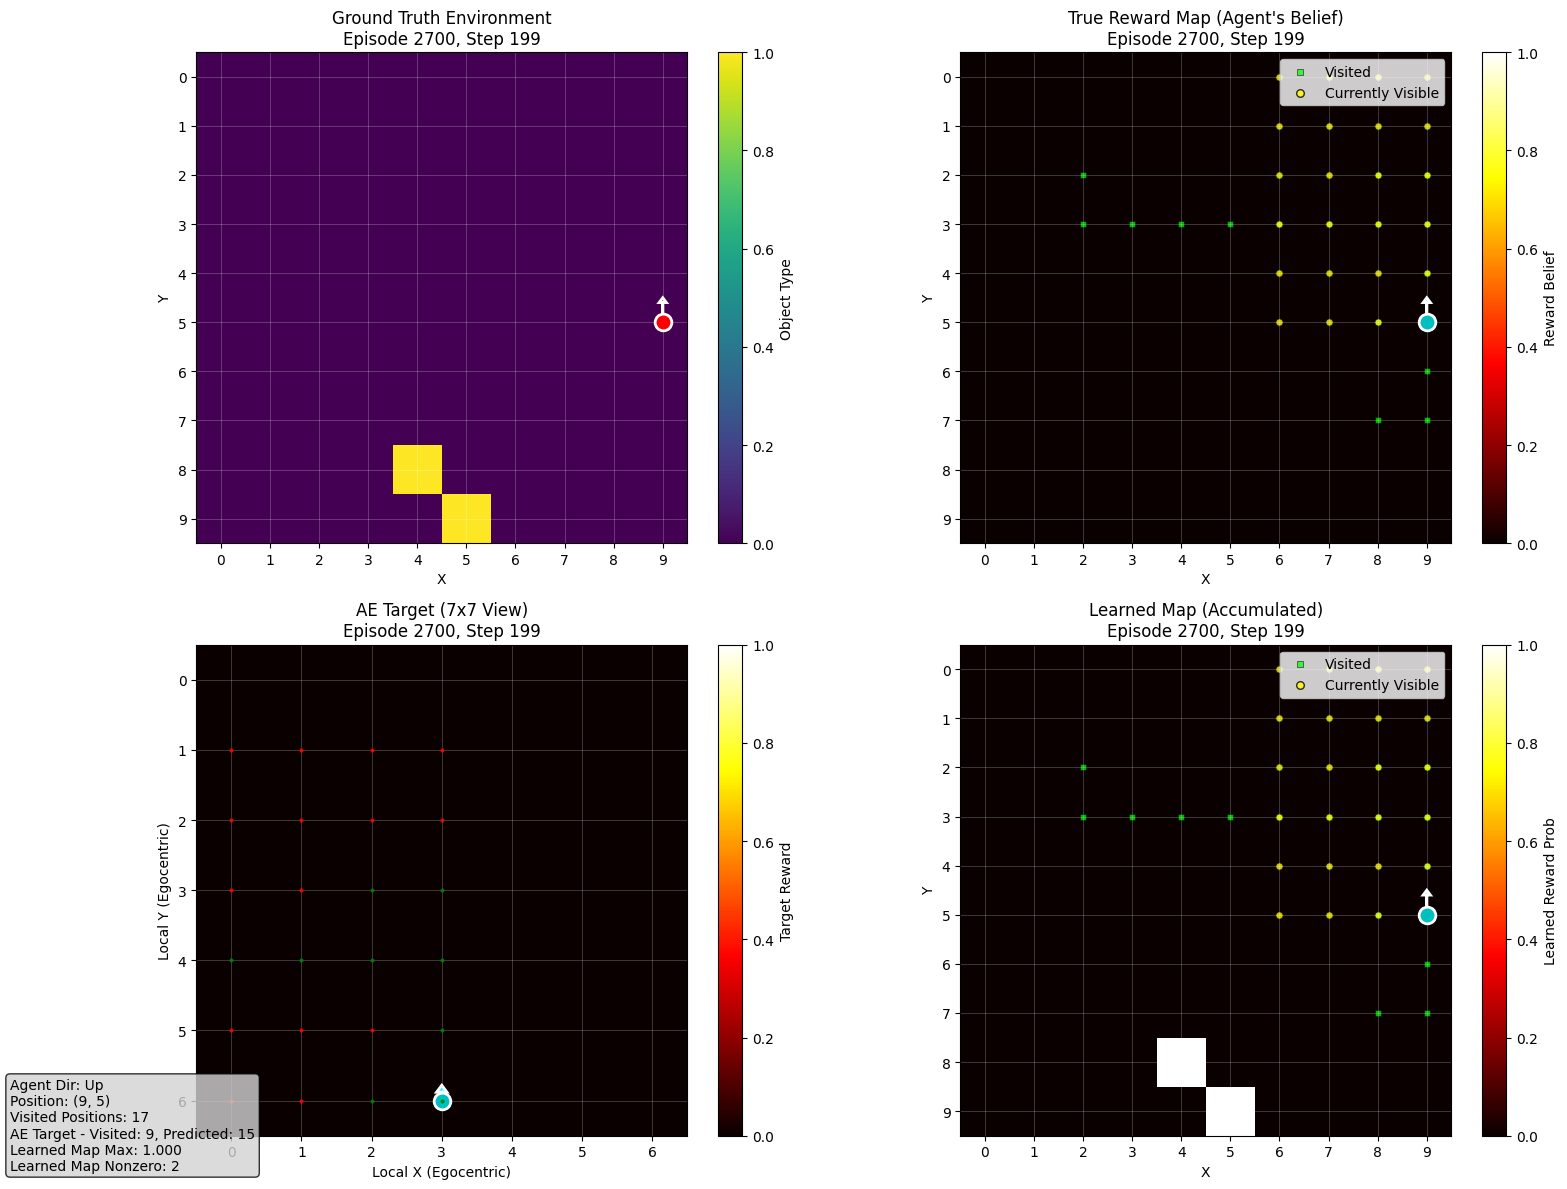 Ground Truth Environment
Episode 2700, Step 199
0
1
2
3
4
5
6
7
8
9
Y
0 1 2 3 4 5 6 7 8 9
X
1.0
0.8
0.6
0.4
0.2
0.0
Object Type
True Reward Map (Agent's Belief)
Episode 2700, Step 199
Visited
Currently Visible
0
1
2
3
4
5
6
7
8
9
Y
0 1 2 3 4 5 6 7 8 9
X
1.0
0.8
0.6
0.4
0.2
0.0
Reward Belief
AE Target (7x7 View)
Episode 2700, Step 199
0
1
2
3
4
5
6
Local Y (Egocentric)
0 1 2 3 4 5 6
Local X (Egocentric)
1.0
0.8
0.6
0.4
0.2
0.0
Target Reward
Agent Dir: Up
Position: (9, 5)
Visited Positions: 17
AE Target - Visited: 9, Predicted: 15
Learned Map Max: 1.000
Learned Map Nonzero: 2
Learned Map (Accumulated)
Episode 2700, Step 199
Visited
Currently Visible
0
1
2
3
4
5
6
7
8
9
Y
0 1 2 3 4 5 6 7 8 9
X
1.0
0.8
0.6
0.4
0.2
0.0
Learned Reward Prob